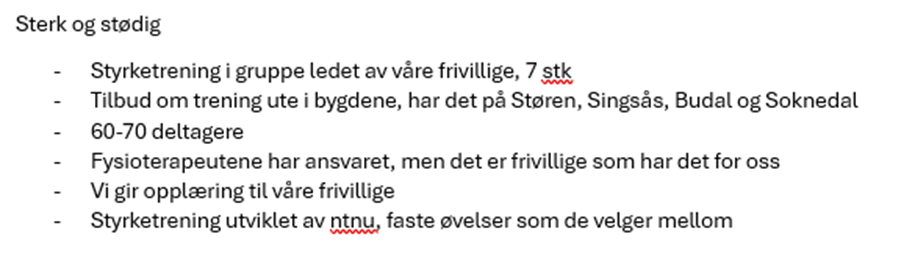 Sterk og stødig
- Styrketrening i gruppe ledet av våre frivillige, 7 stk
- Tilbud om trening ute i bygdene, har det på Støren, Singsås, Budal og Soknedal
- 60-70 deltagere
- Fysioterapeutene har ansvaret, men det er frivillige som har det for oss
- Vi gir opplæring til våre frivillige
- Styrketrening utviklet av ntnu, faste øvelser som de velger mellom